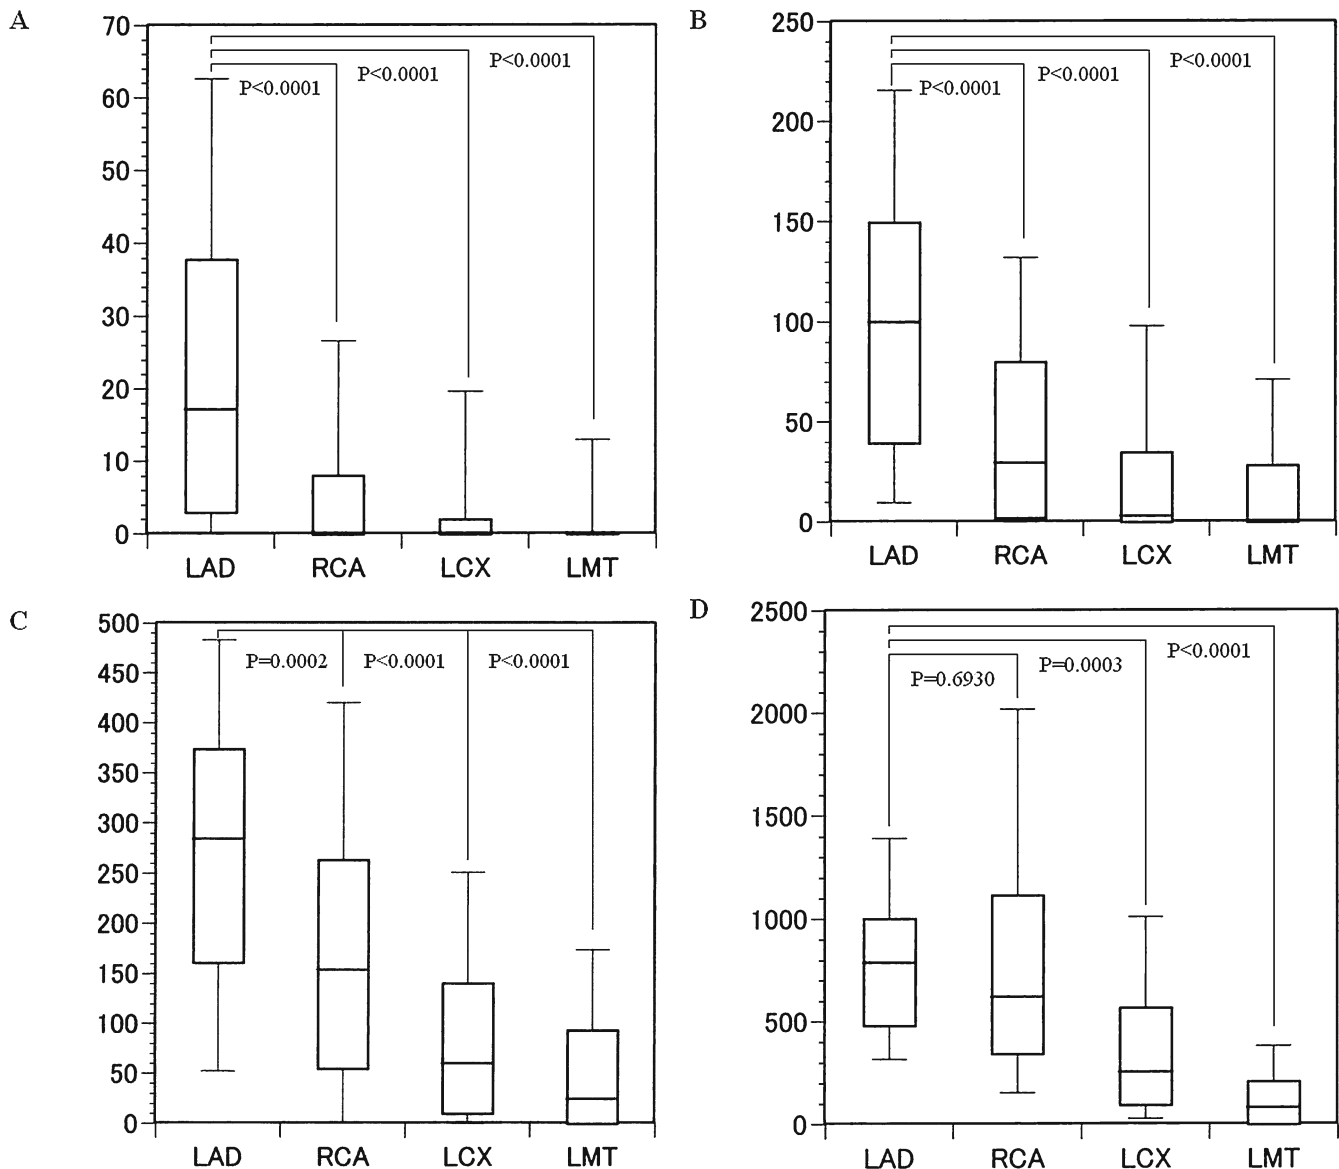 A
70
60
50
40
30
20
10
0
P<0.0001
P<0.0001
P<0.0001
LAD RCA LCX LMT
B
250
200
150
100
50
0
P<0.0001
P<0.0001
P<0.0001
LAD RCA LCX LMT
C
500
450
400
350
300
250
200
150
100
50
0
P=0.0002 P<0.0001 P<0.0001
LAD RCA LCX LMT
D
2500
2000
1500
1000
500
0
P=0.6930
P=0.0003
P<0.0001
LAD RCA LCX LMT